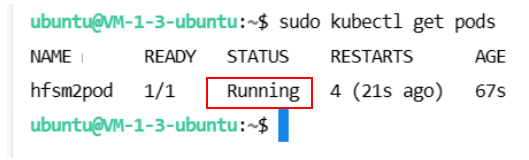 ubuntu@VM-1-3-ubuntu:~$ sudo kubectl get pods
NAME READY STATUS RESTARTS AGE
hfsm2pod 1/1 Running 4 (21s ago) 67s
ubuntu@VM-1-3-ubuntu:~$